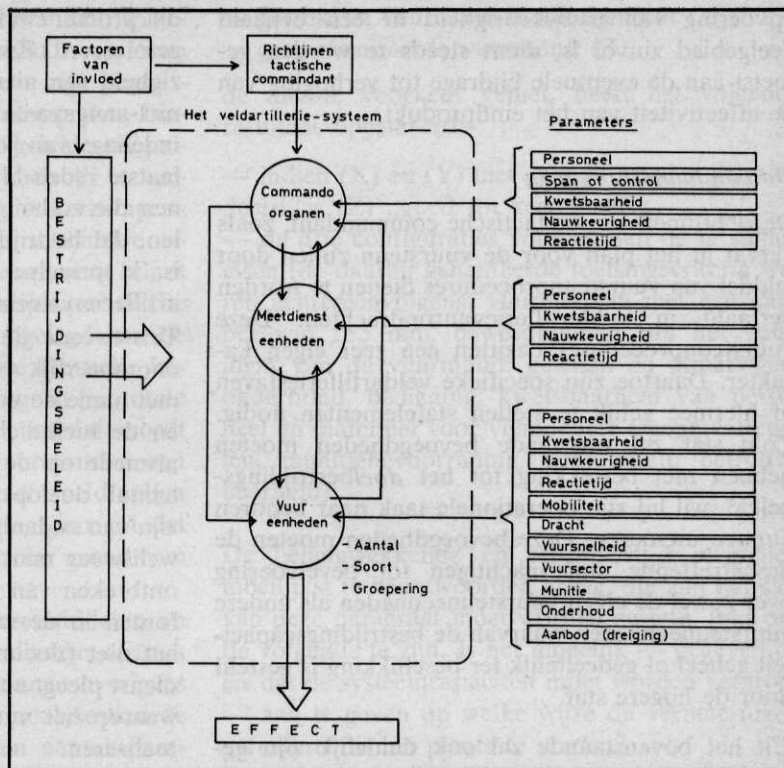 Factoren
van
invloed
Richtlijnen
tactische
commandant
Het veldartillerie-systeem
Parameters
BESTRIJDINGSBELEID
Commando
organen
Meetdienst
eenheden
Vuur
eenheden
- Aantal
- Soort
- Groepering
EFFECT
Personeel
Span of control
Kwetsbaarheid
Nauwkeurigheid
Reactietijd
Personeel
Kwetsbaarheid
Nauwkeurigheid
Reactietijd
Personeel
Kwetsbaarheid
Nauwkeurigheid
Reactietijd
Mobiliteit
Dracht
Vuursnelheid
Vuursector
Munitie
Onderhoud
Aanbod (dreiging)